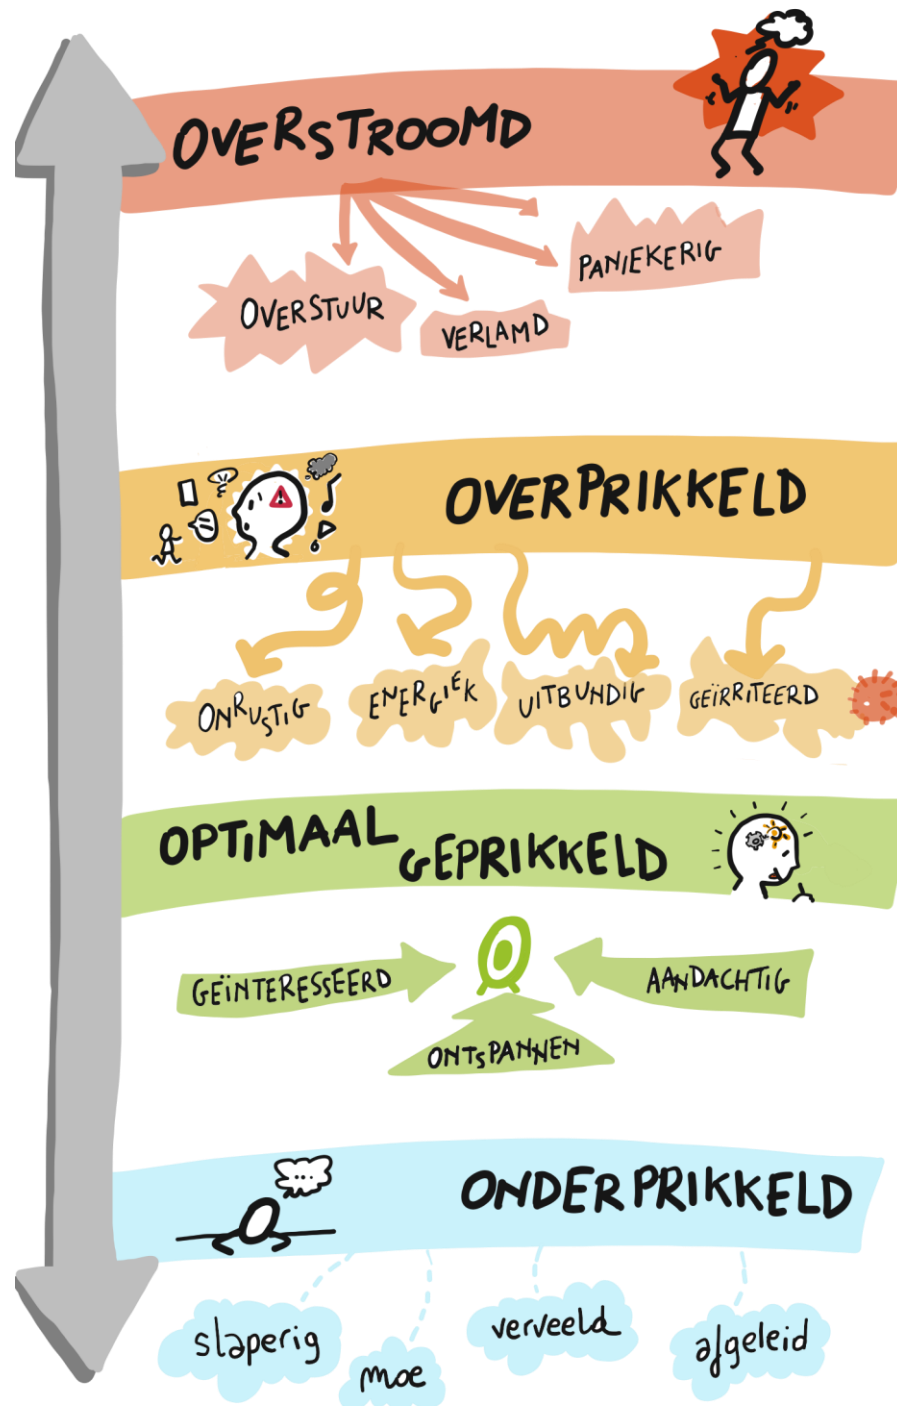 OVERSTROOMD
PANIEKERIG
OVERSTUUR
VERLAMD
OVERPRIKKELD
ONRUSTIG
ENERGIEK
UITBUNDIG
GEÏRRITEERD
OPTIMAAL
GEPRIKKELD
GEÏNTERESSEERD
AANDACHTIG
ONTSPANNEN
...
ONDERPRIKKELD
slaperig
moe
verveeld
afgeleid